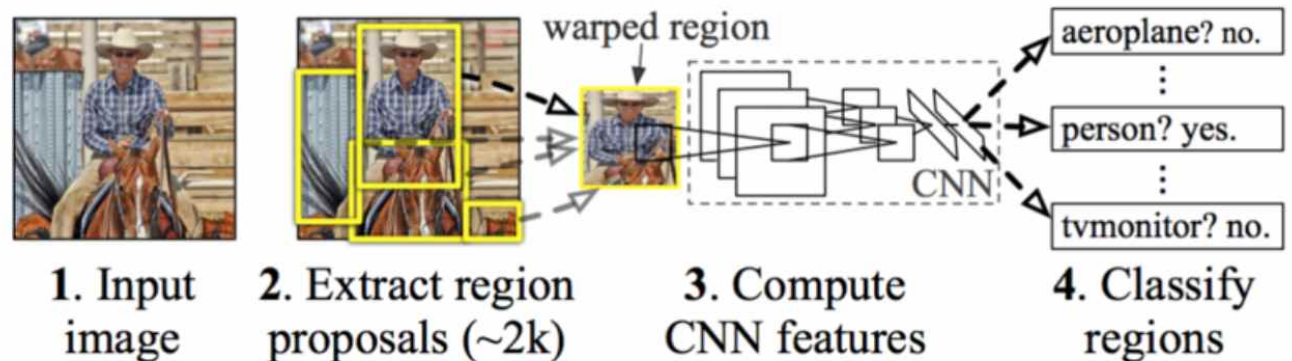 warped region
aeroplane? no.
⋮
person? yes.
⋮
tvmonitor? no.
CNN
1. Input
image
2. Extract region
proposals (~2k)
3. Compute
CNN features
4. Classify
regions